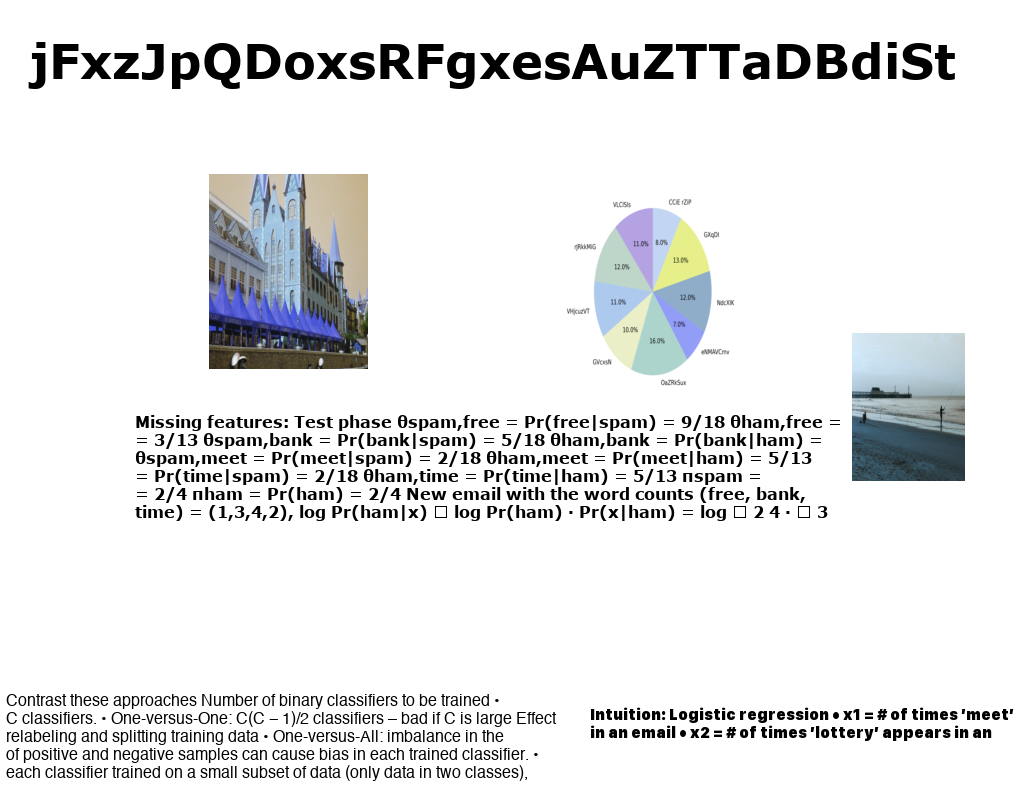 jFxzJpQDoxsRFgxesAuZTTaDBdiSt
VLCISIs
CCiE rZiP
rJRkkMiG
GXqDI
11.0%
8.0%
13.0%
12.0%
VHjcuzVT
11.0%
12.0%
NdcXIK
10.0%
7.0%
16.0%
eNMAVCmv
GVcxsN
OaZRkSux
Missing features: Test phase θspam,free = Pr(free|spam) = 9/18 θham,free =
= 3/13 θspam,bank = Pr(bank|spam) = 5/18 θham,bank = Pr(bank|ham) =
θspam,meet = Pr(meet|spam) = 2/18 θham,meet = Pr(meet|ham) = 5/13
= Pr(time|spam) = 2/18 θham,time = Pr(time|ham) = 5/13 πspam =
= 2/4 πham = Pr(ham) = 2/4 New email with the word counts (free, bank,
time) = (1,3,4,2), log Pr(ham|x) □ log Pr(ham) · Pr(x|ham) = log □ 2 4 · □ 3
Contrast these approaches Number of binary classifiers to be trained •
C classifiers. • One-versus-One: C(C – 1)/2 classifiers – bad if C is large Effect
relabeling and splitting training data • One-versus-All: imbalance in the
of positive and negative samples can cause bias in each trained classifier. •
each classifier trained on a small subset of data (only data in two classes),
Intuition: Logistic regression • x1 = # of times 'meet'
in an email • x2 = # of times 'lottery' appears in an